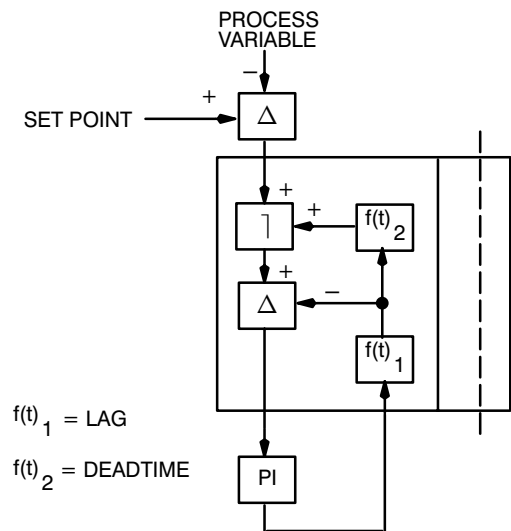 PROCESS
VARIABLE
−
+
SET POINT
Δ
+
⌉
+
f(t)2
+
Δ
−
f(t)1
f(t)1 = LAG
f(t)2 = DEADTIME
PI